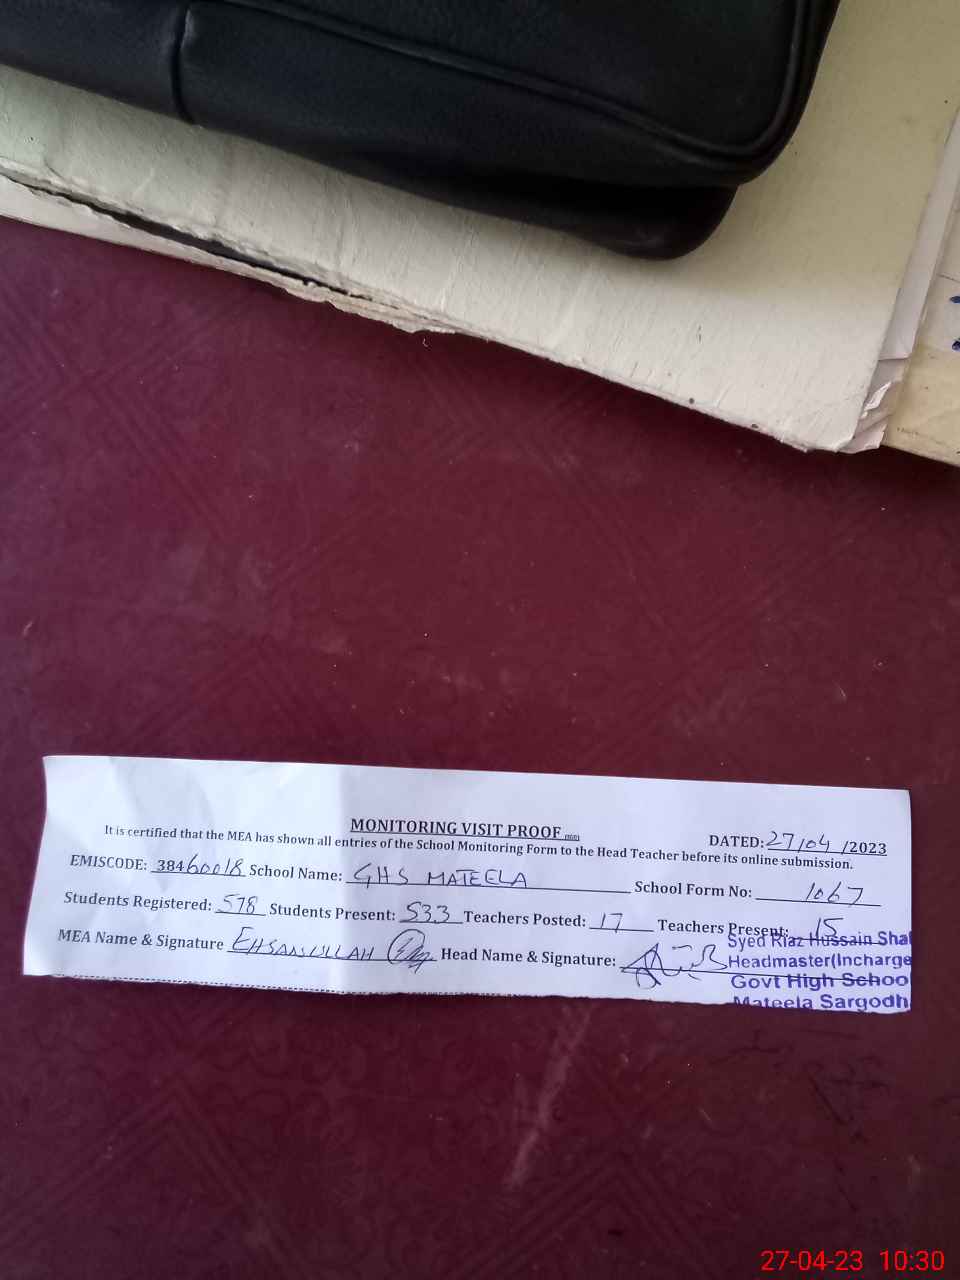 MONITORING VISIT PROOF
DATED: 27/04/2023
It is certified that the MEA has shown all entries of the School Monitoring Form to the Head Teacher before its online submission.
EMISCODE: 38460018 School Name: GHS MATEELA School Form No: 1067
Students Registered: 578 Students Present: 533 Teachers Posted: 17 Teachers Present: 15
MEA Name & Signature EHSANULLAH Head Name & Signature:
Syed Riaz Hussain Shal
Headmaster(Incharge
Govt High Schoo
Mateela Sargodh
27-04-23 10:30